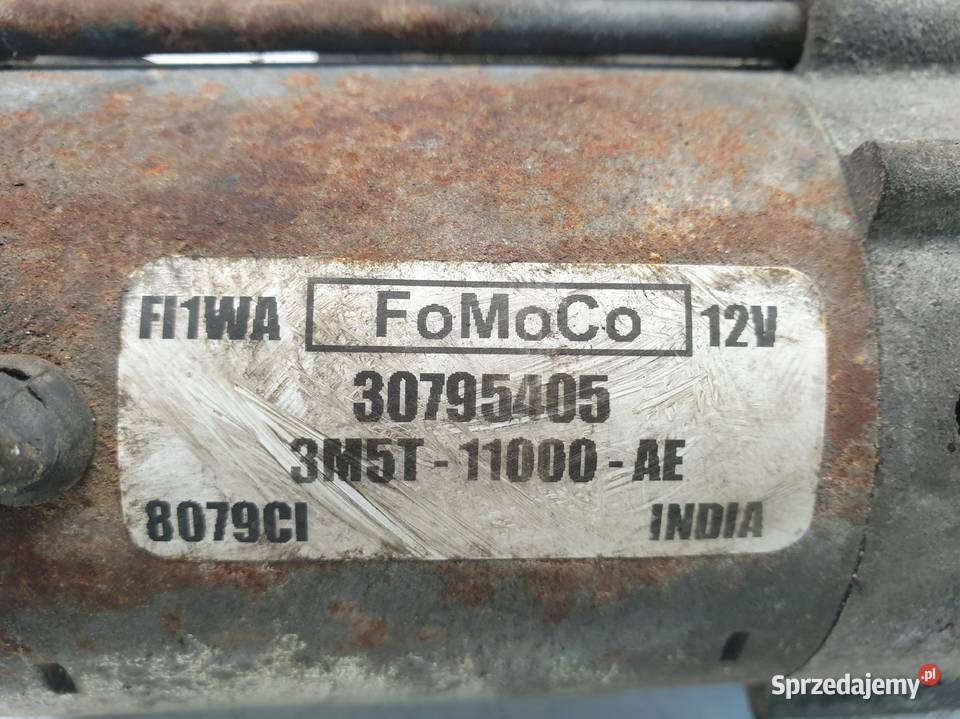 FI1WA FoMoCo 12V
30795405
3M5T - 11000 - AE
8079CI INDIA
Sprzedajemy.pl